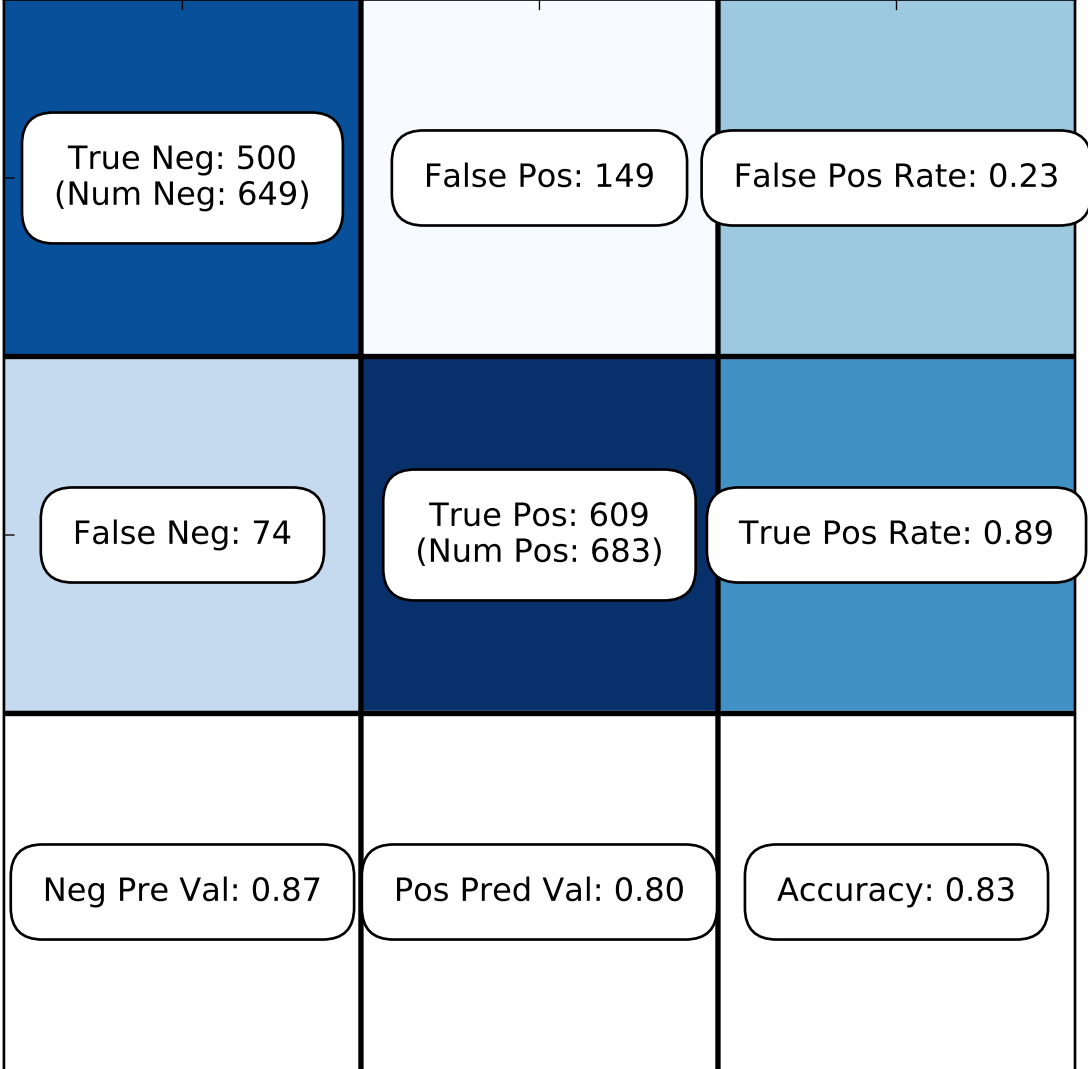 True Neg: 500
(Num Neg: 649)
False Pos: 149
False Pos Rate: 0.23
False Neg: 74
True Pos: 609
(Num Pos: 683)
True Pos Rate: 0.89
Neg Pre Val: 0.87
Pos Pred Val: 0.80
Accuracy: 0.83